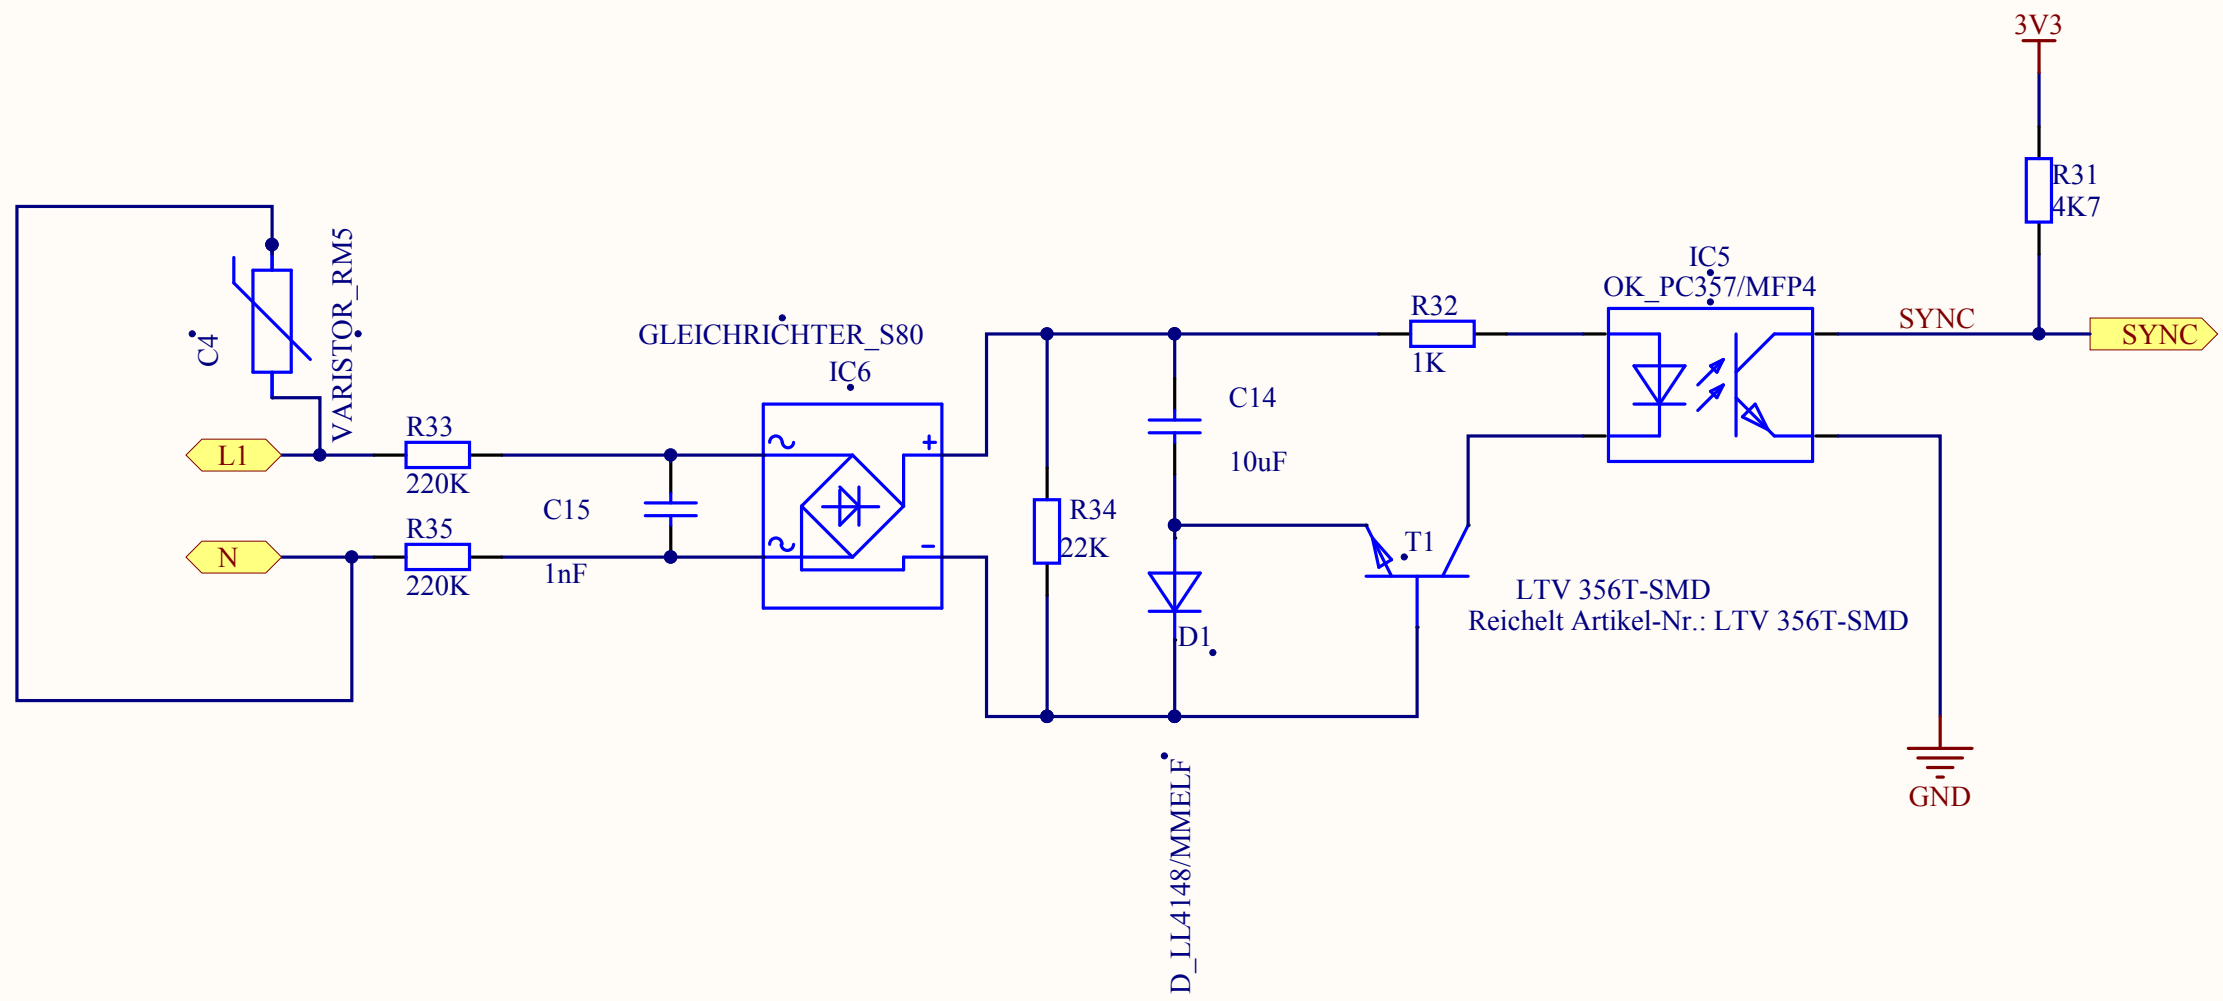 3V3
R31
4K7
IC5
OK_PC357/MFP4
SYNC
SYNC
R32
1K
GLEICHRICHTER_S80
IC6
+
-
C4
VARISTOR_RM5
L1
R33
220K
N
R35
220K
C15
1nF
C14
10uF
R34
22K
T1
LTV 356T-SMD
Reichelt Artikel-Nr.: LTV 356T-SMD
D1
D_LL4148/MMELF
GND